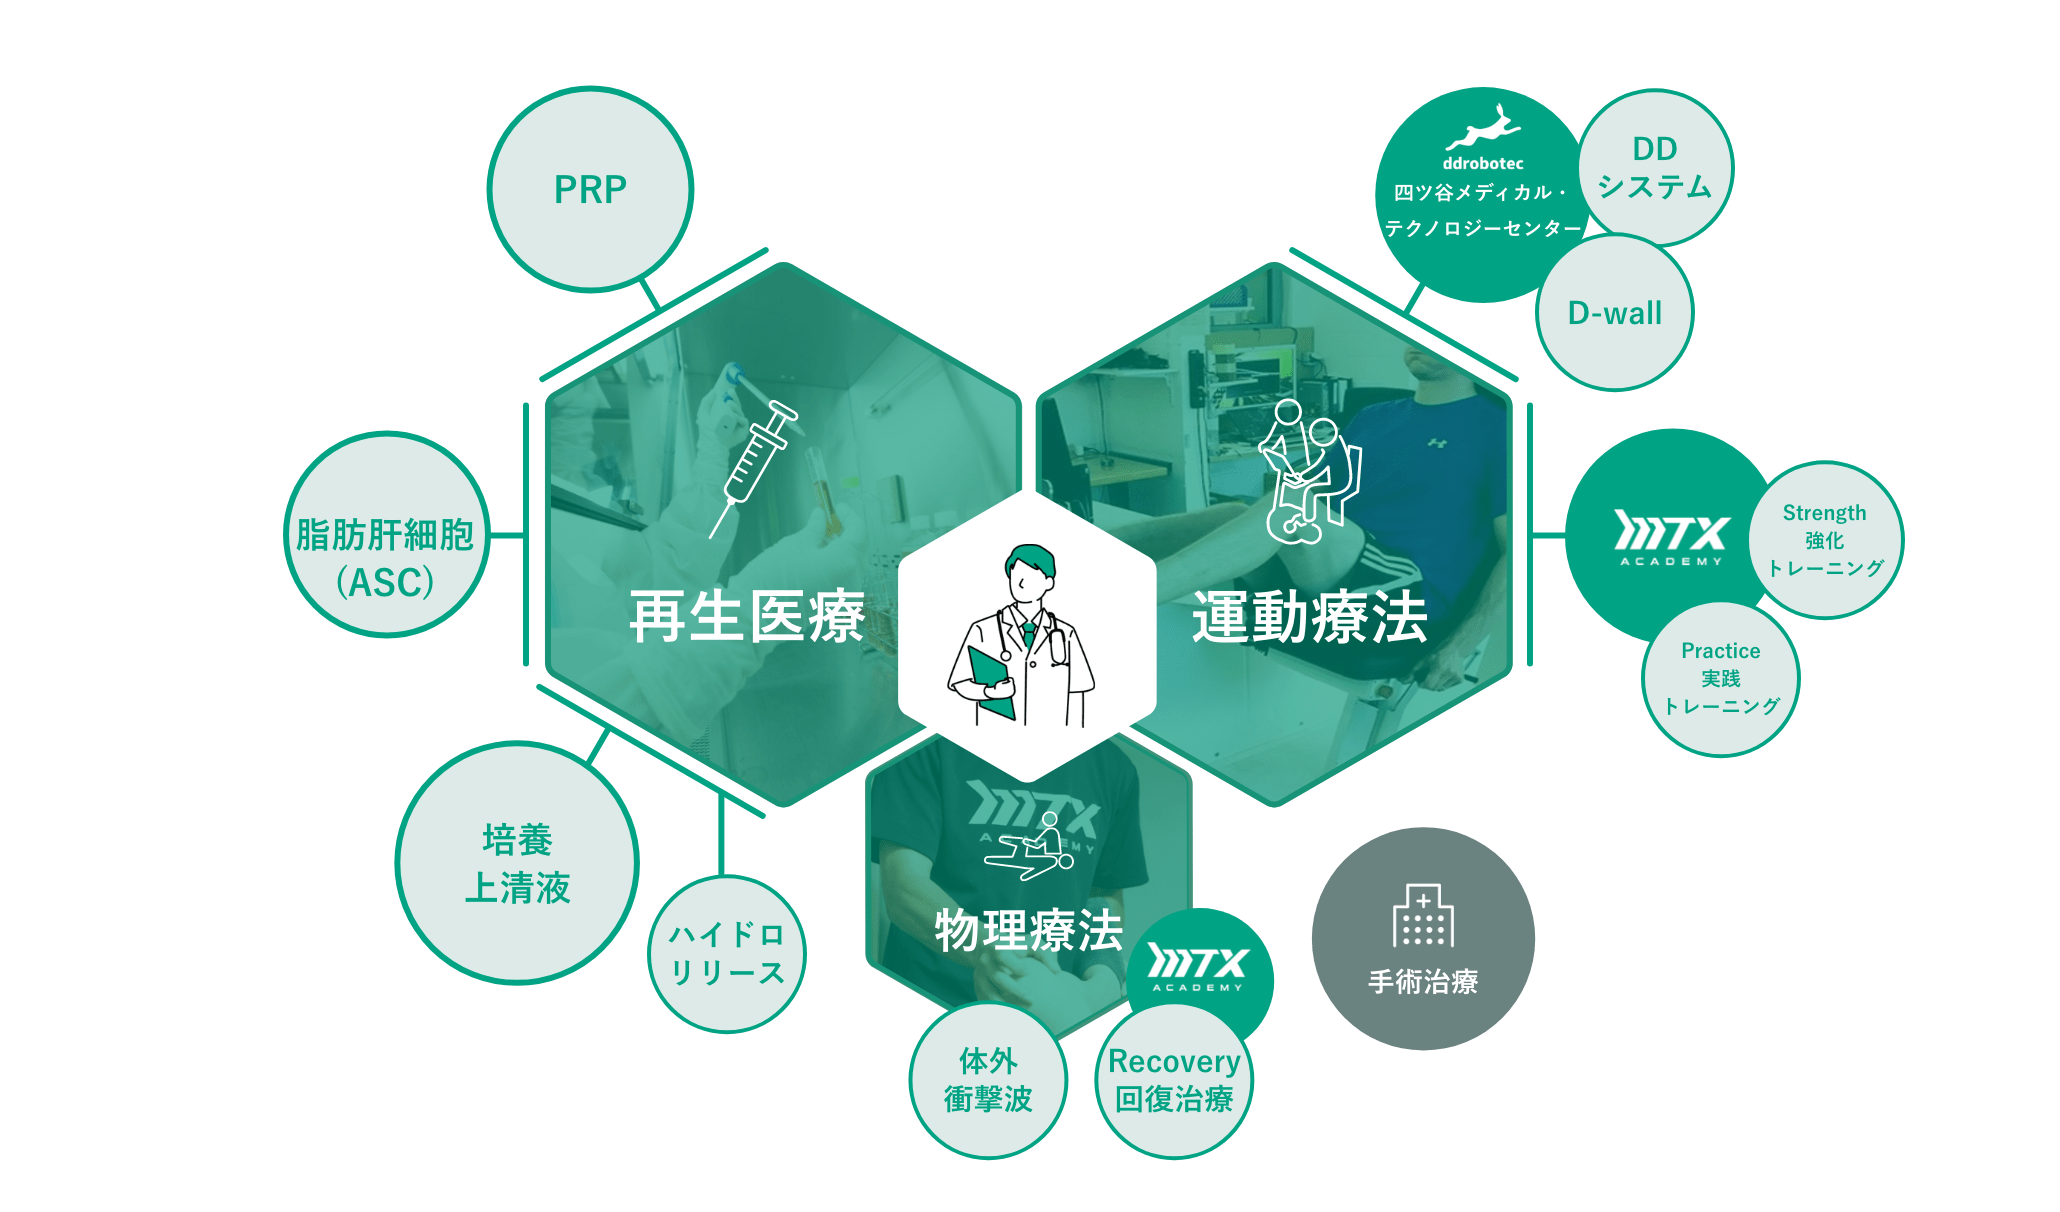 PRP
脂肪肝細胞
(ASC)
培養
上清液
ハイドロ
リリース
再生医療
運動療法
ddrobotec
四ツ谷メディカル・
テクノロジーセンター
DD
システム
D-wall
MTX
ACADEMY
Strength
強化
トレーニング
Practice
実践
トレーニング
MTX
ACADEMY
物理療法
MTX
ACADEMY
体外
衝撃波
Recovery
回復治療
手術治療